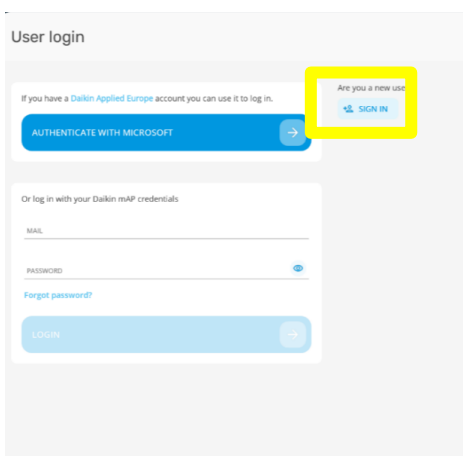 User login
If you have a Daikin Applied Europe account you can use it to log in.
AUTHENTICATE WITH MICROSOFT
Are you a new use
SIGN IN
Or log in with your Daikin mAP credentials
MAIL
PASSWORD
Forgot password?
LOGIN